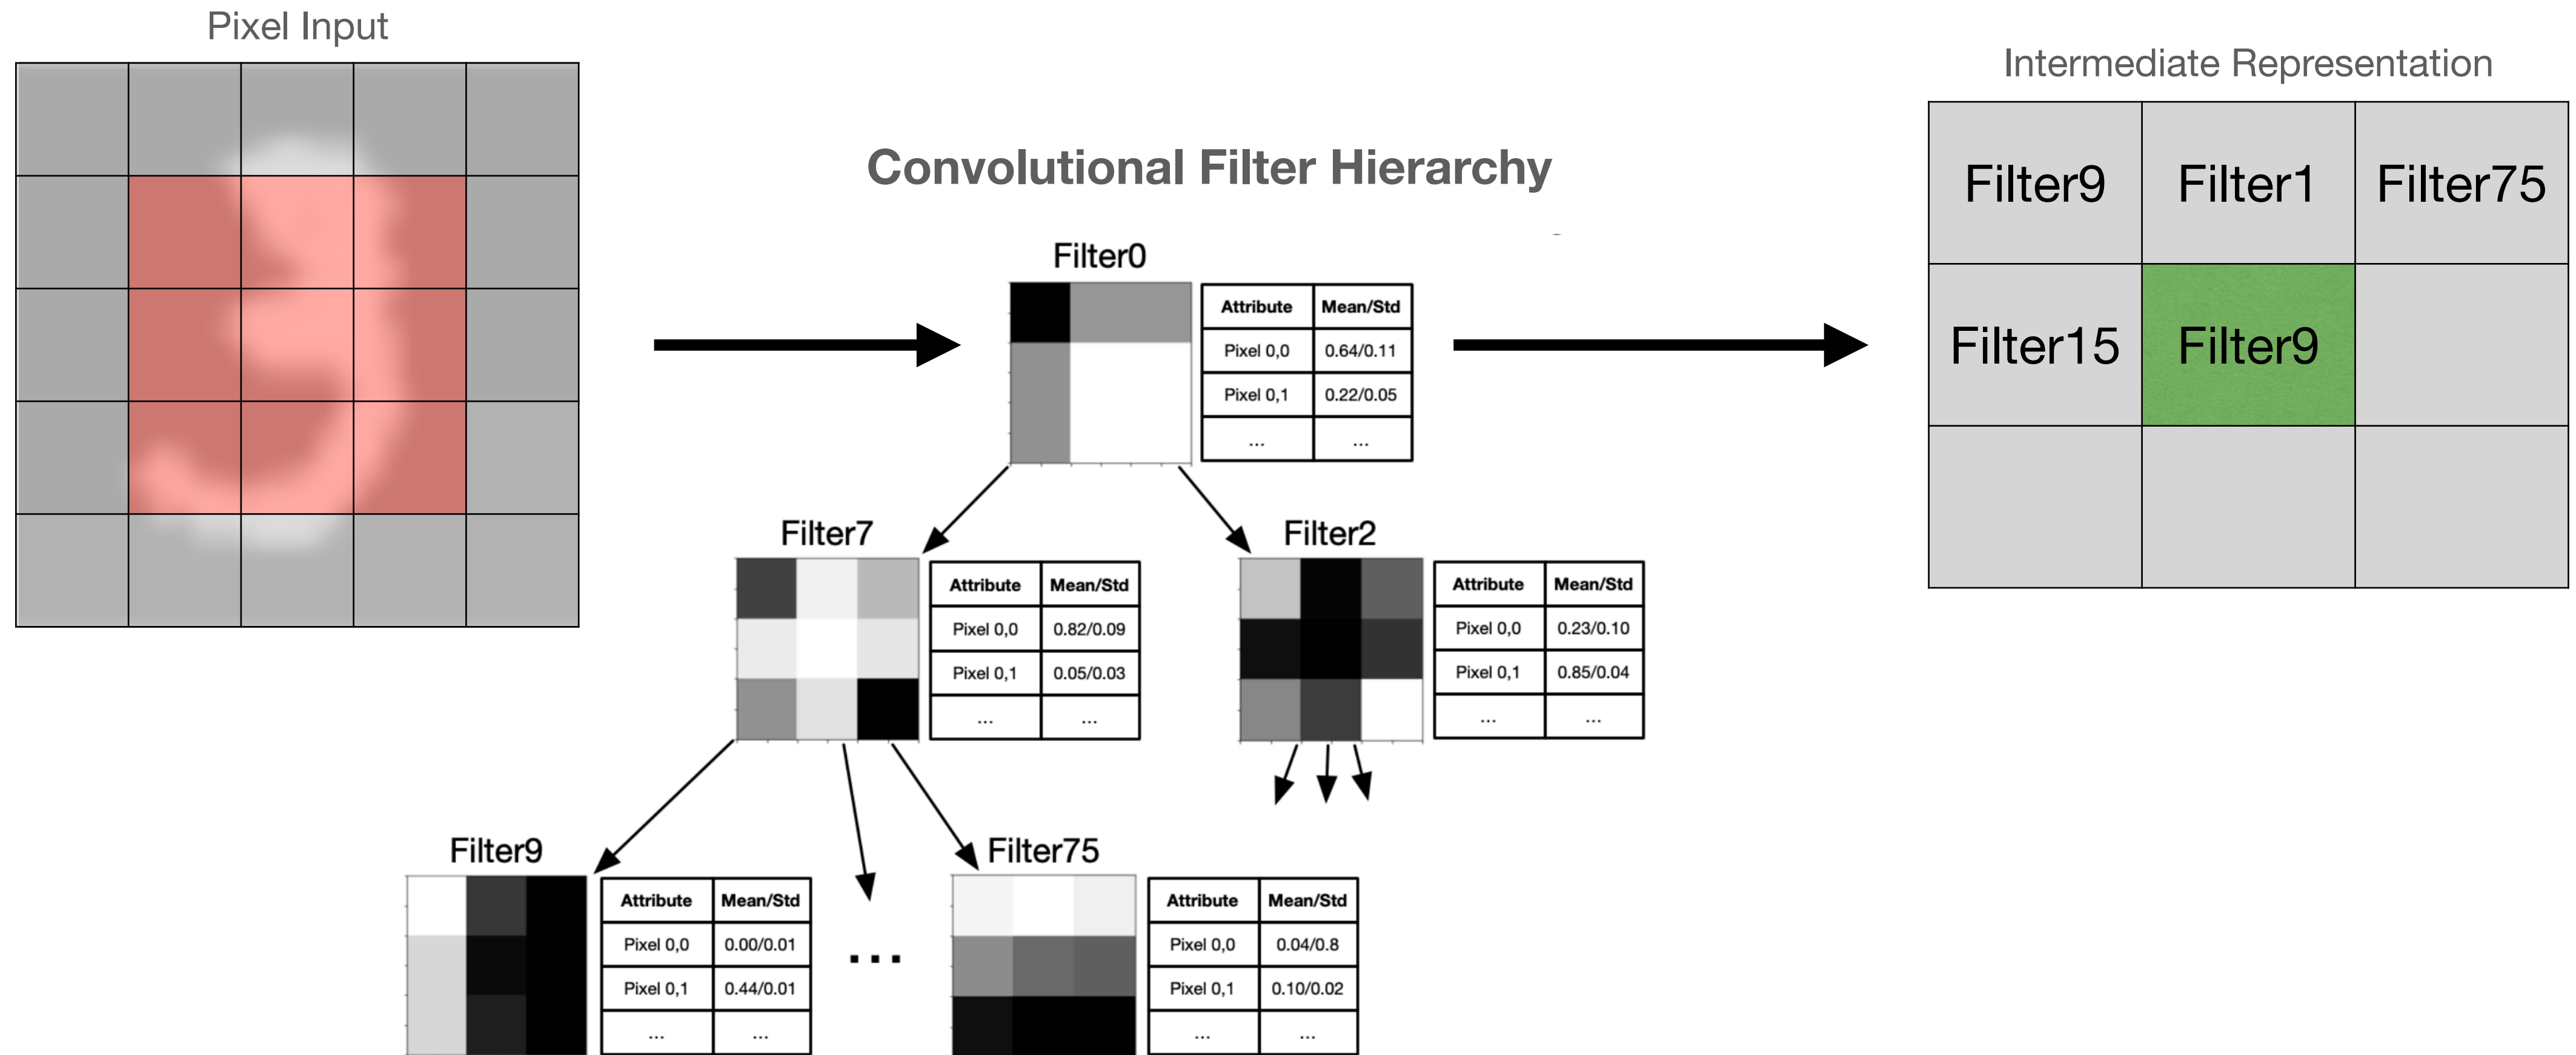 Pixel Input
Intermediate Representation
Convolutional Filter Hierarchy
Filter9 Filter1 Filter75
Filter15 Filter9
Filter0
Attribute Mean/Std
Pixel 0,0 0.64/0.11
Pixel 0,1 0.22/0.05
... ...
Filter7
Attribute Mean/Std
Pixel 0,0 0.82/0.09
Pixel 0,1 0.05/0.03
... ...
Filter2
Attribute Mean/Std
Pixel 0,0 0.23/0.10
Pixel 0,1 0.85/0.04
... ...
Filter9
Attribute Mean/Std
Pixel 0,0 0.00/0.01
Pixel 0,1 0.44/0.01
... ...
...
Filter75
Attribute Mean/Std
Pixel 0,0 0.04/0.8
Pixel 0,1 0.10/0.02
... ...